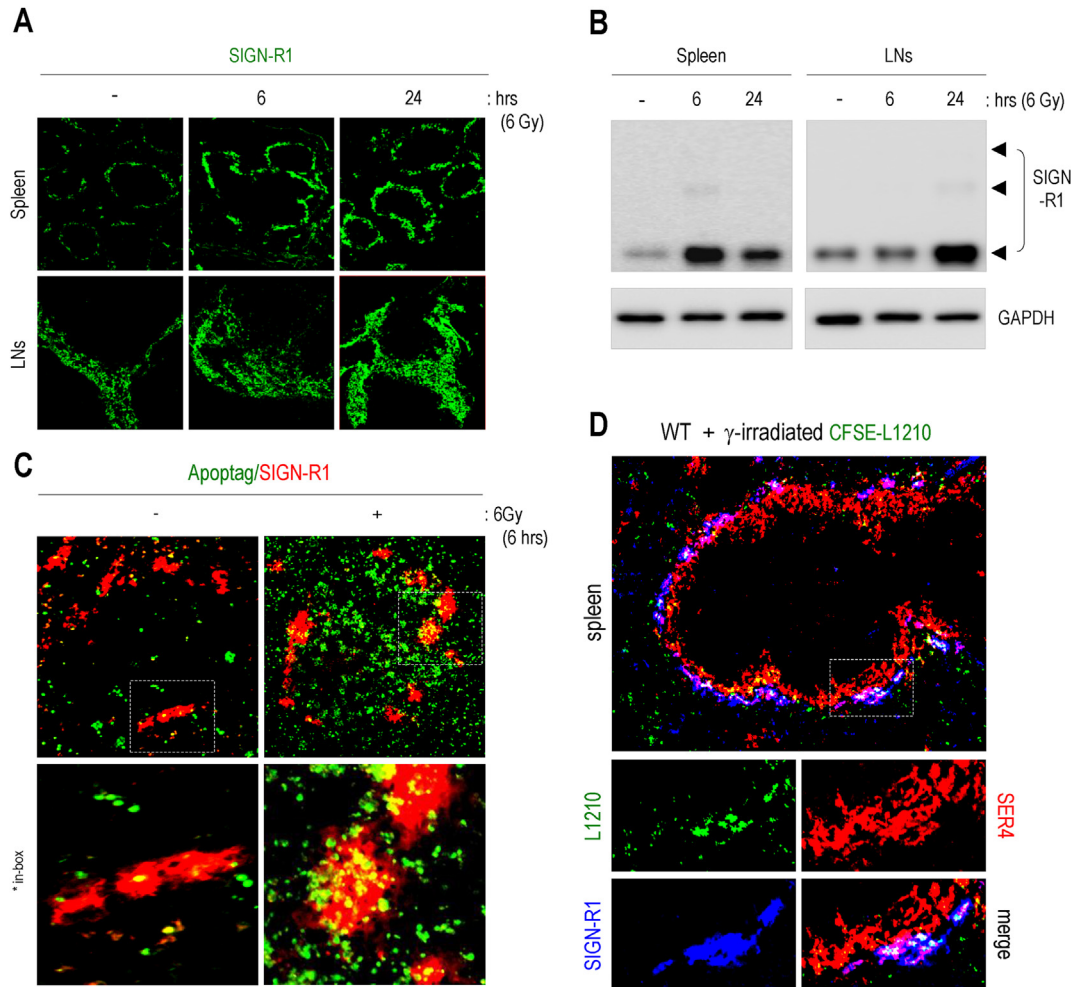 A
SIGN-R1
- 6 24 : hrs
(6 Gy)
Spleen
LNs
B
Spleen LNs
- 6 24 - 6 24 : hrs (6 Gy)
SIGN
-R1
GAPDH
C
Apoptag/SIGN-R1
- + : 6Gy
(6 hrs)
* in-box
D
WT + γ-irradiated CFSE-L1210
spleen
L1210
SER4
SIGN-R1
merge